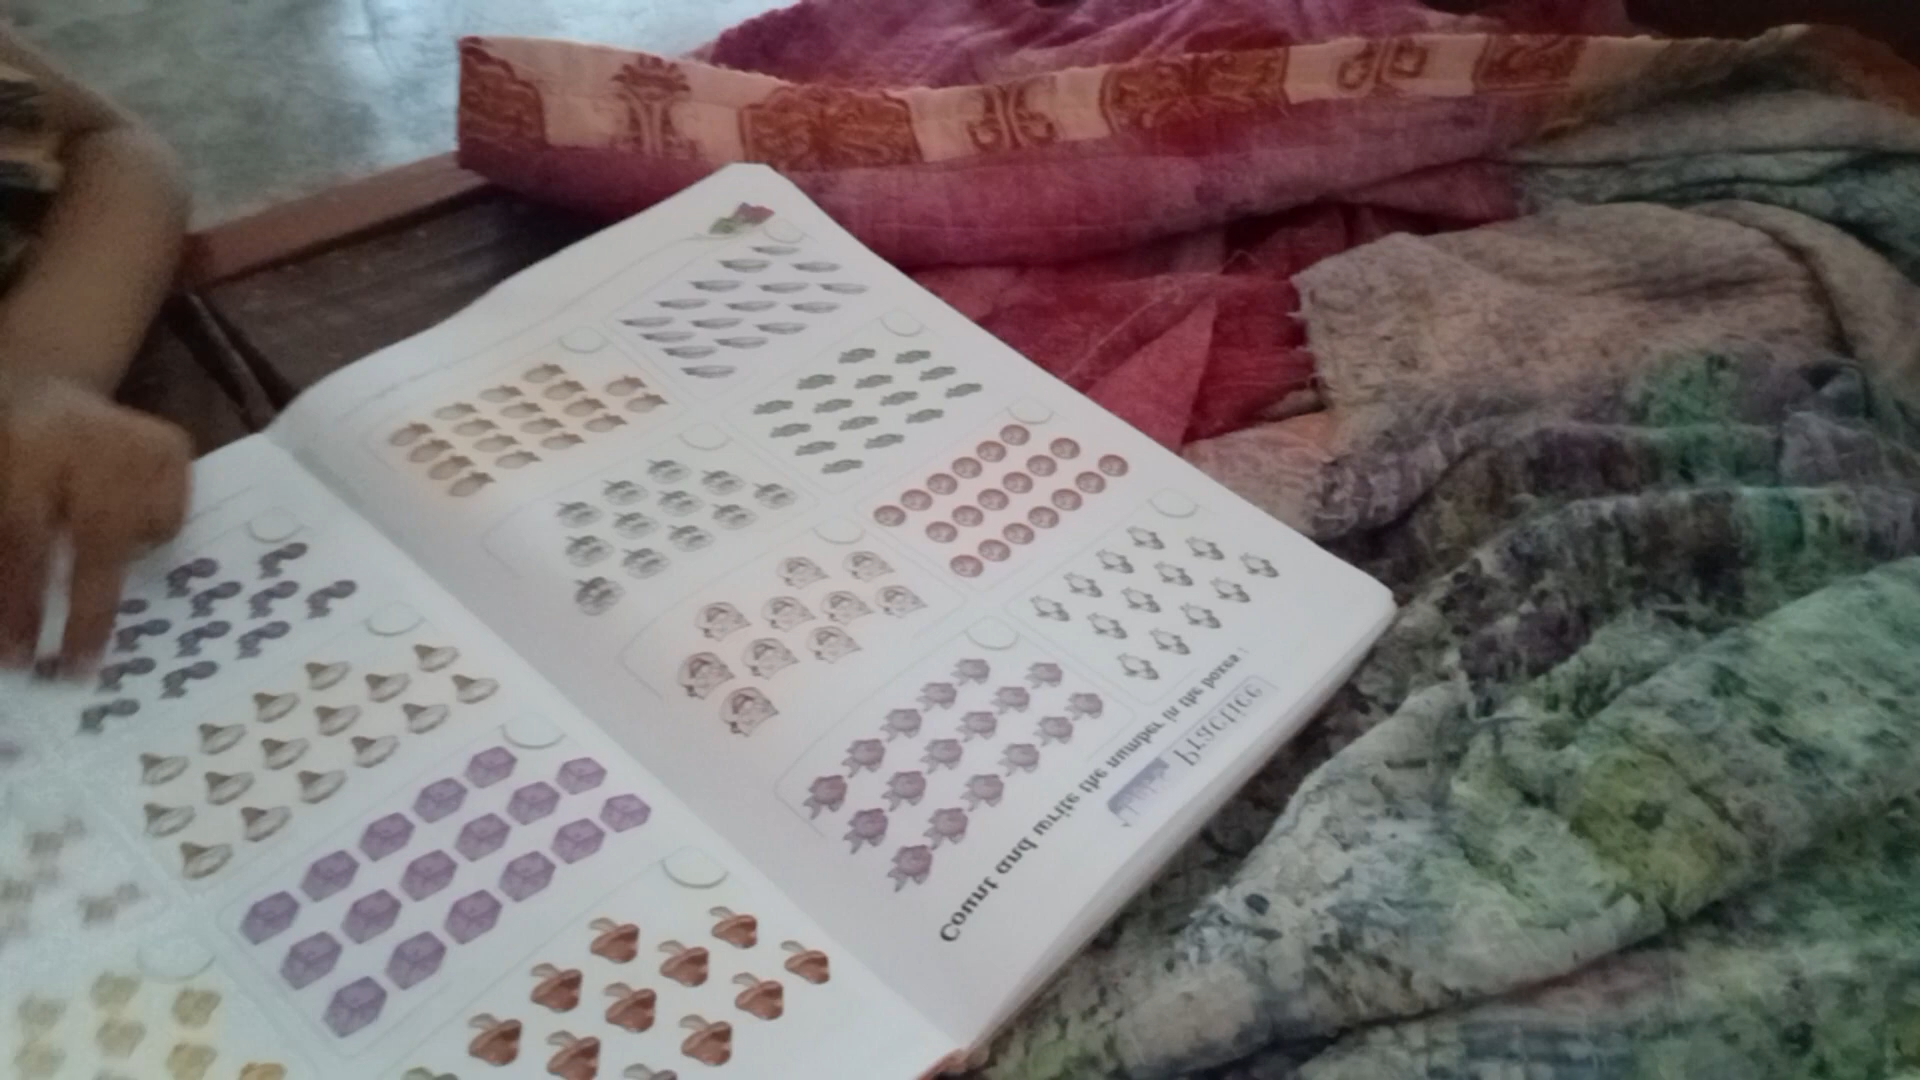 Practice
Count and write the number in the boxes :